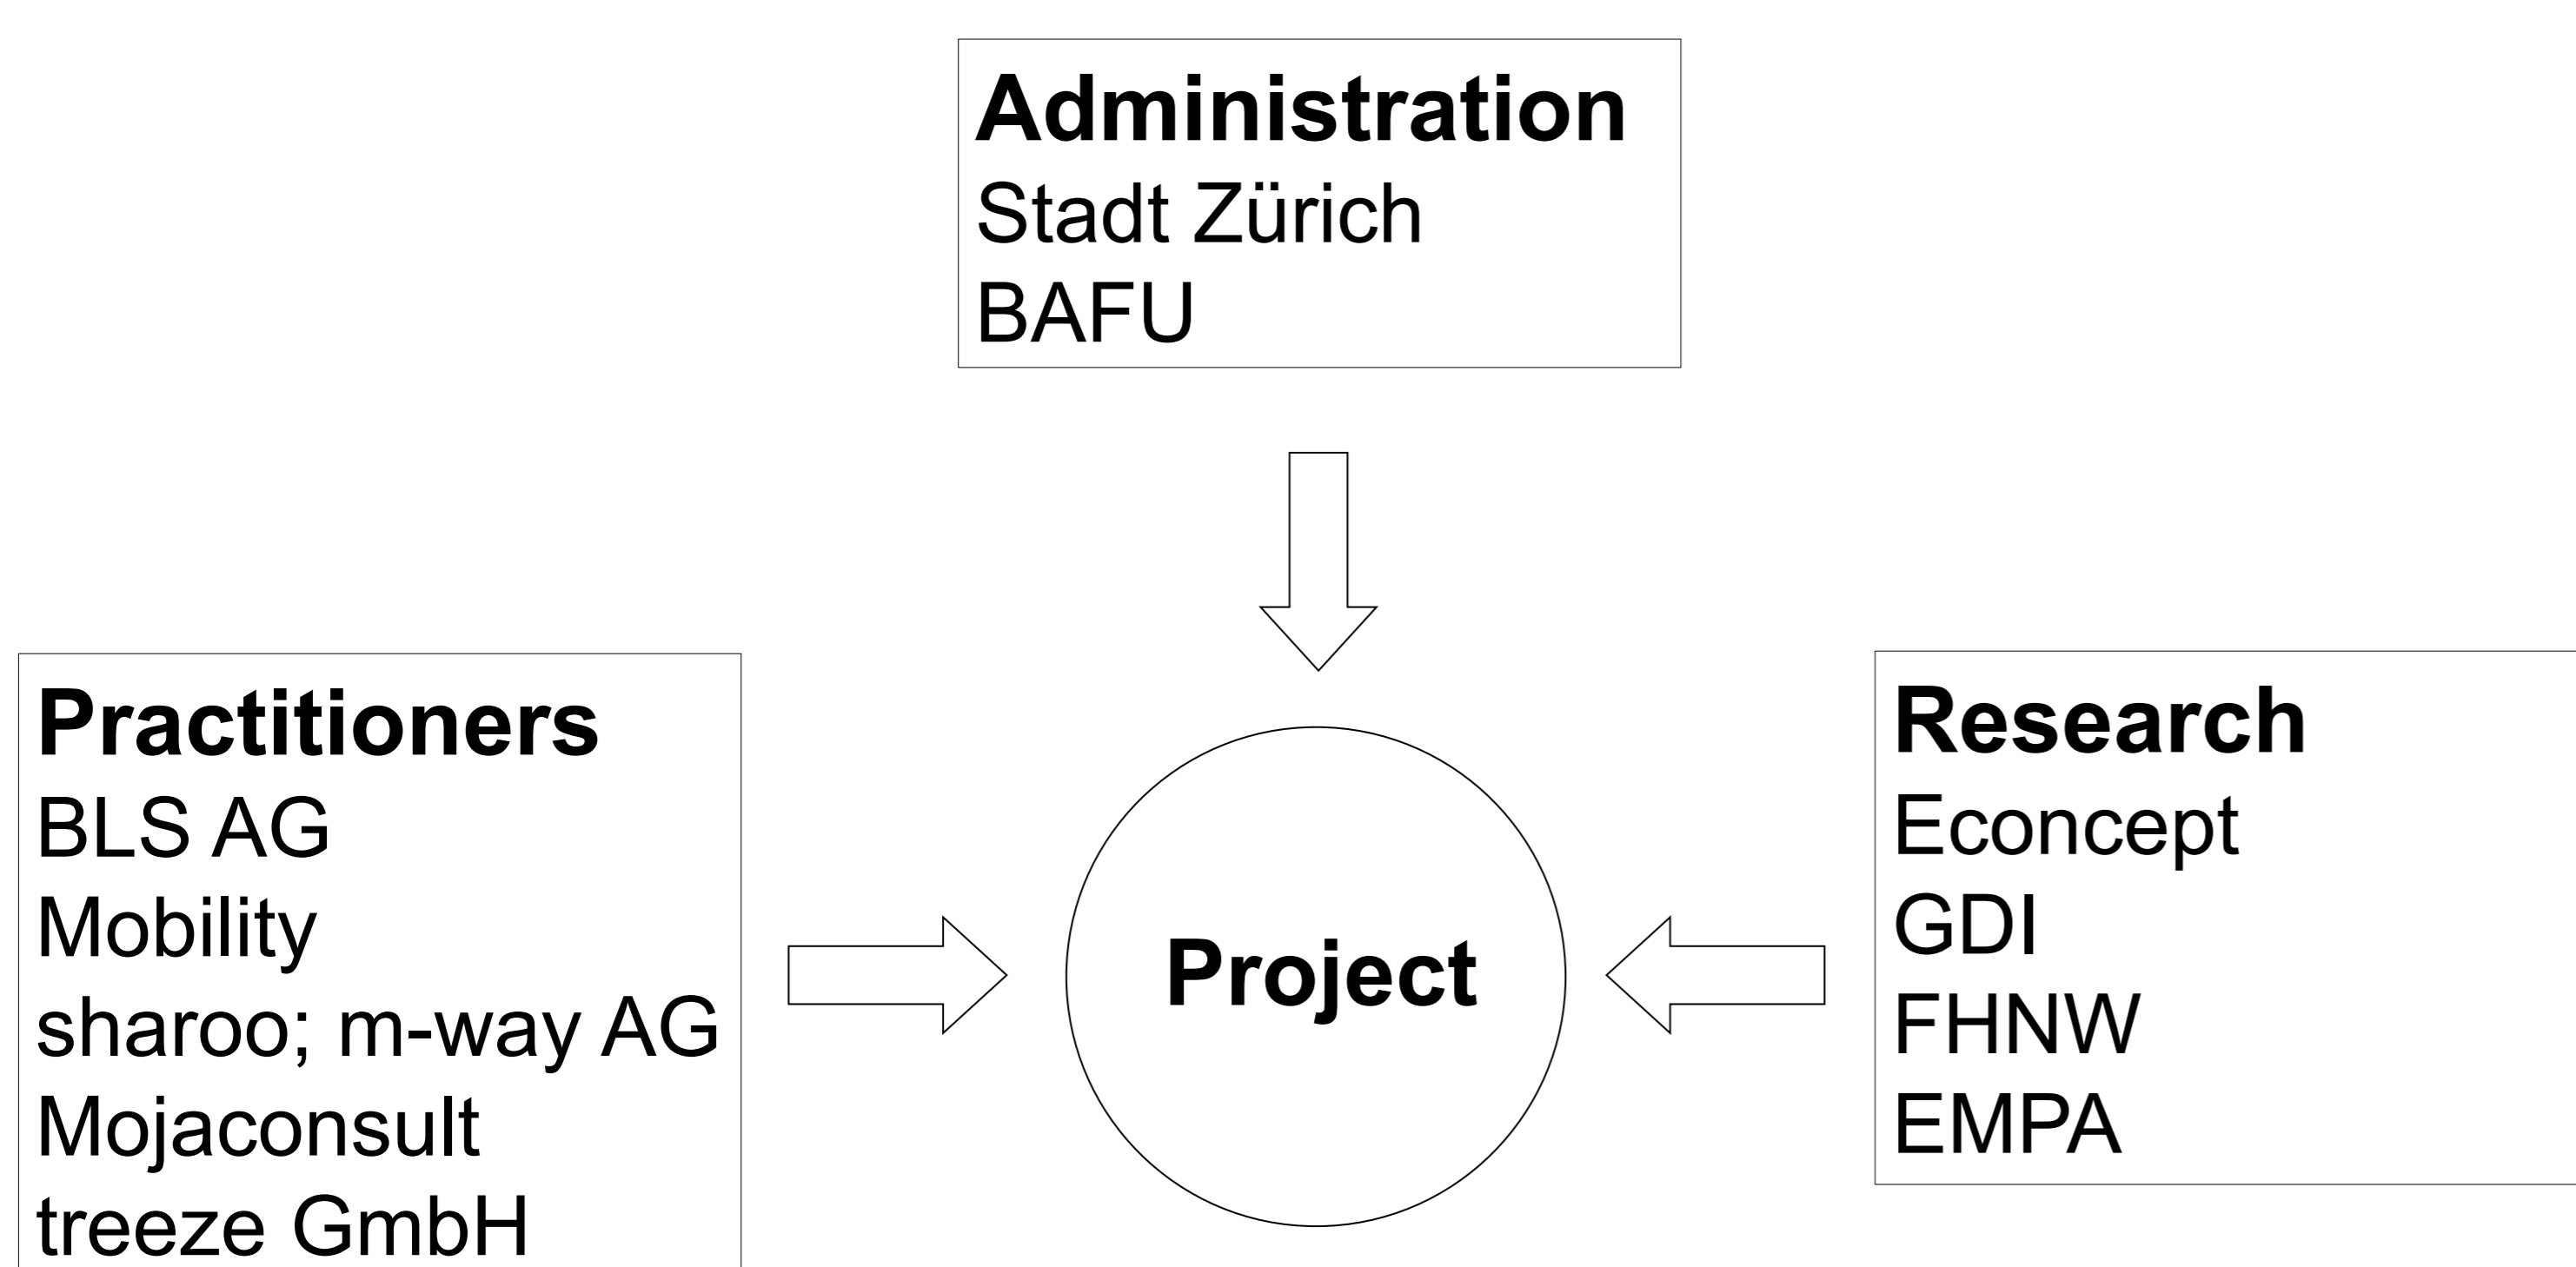 Administration
Stadt Zürich
BAFU
Practitioners
BLS AG
Mobility
sharoo; m-way AG
Mojaconsult
treeze GmbH
Project
Research
Econcept
GDI
FHNW
EMPA